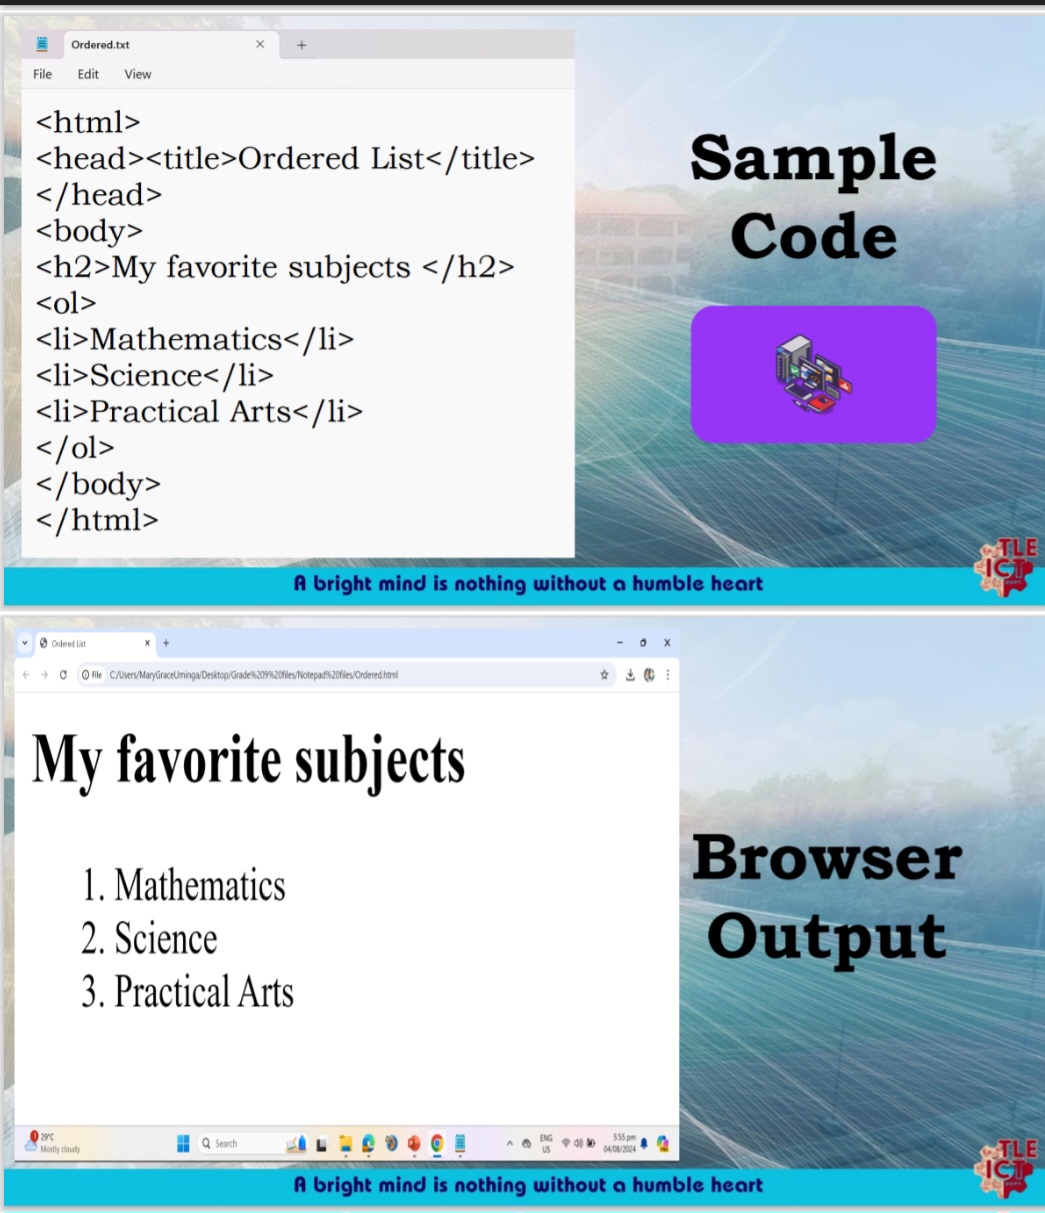 Ordered.txt
File Edit View
<html>
<head><title>Ordered List</title>
</head>
<body>
<h2>My favorite subjects </h2>
<ol>
<li>Mathematics</li>
<li>Science</li>
<li>Practical Arts</li>
</ol>
</body>
</html>
Sample
Code
TLE
ICT
A bright mind is nothing without a humble heart
Ordered List
File C:/Users/MaryGraceUminga/Desktop/Grade%209%20files/Notepad%20files/Ordered.html
My favorite subjects
1. Mathematics
2. Science
3. Practical Arts
Browser
Output
29°C
Mostly cloudy
Search
ENG
US
5:55 pm
04/08/2024
TLE
ICT
A bright mind is nothing without a humble heart